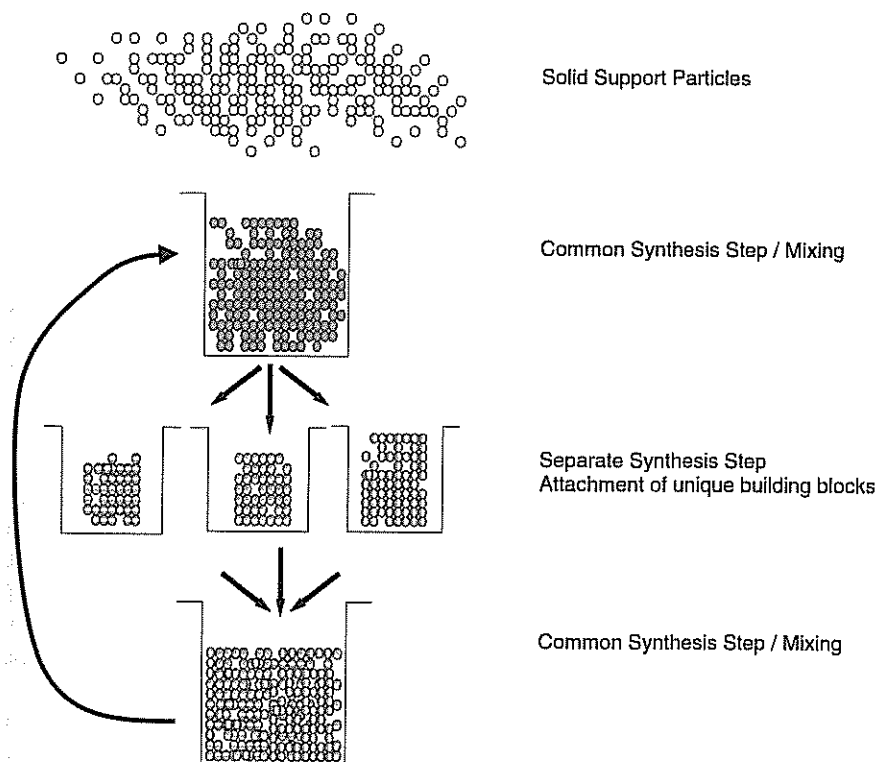 Solid Support Particles
Common Synthesis Step / Mixing
Separate Synthesis Step
Attachment of unique building blocks
Common Synthesis Step / Mixing